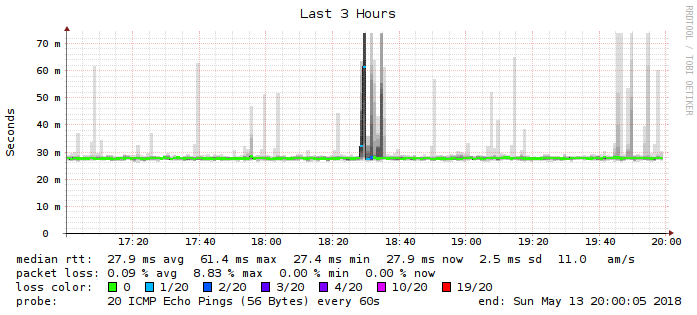 Last 3 Hours
RRDTOOL / TOBI OETIKER
Seconds
70 m
60 m
50 m
40 m
30 m
20 m
10 m
0
17:20 17:40 18:00 18:20 18:40 19:00 19:20 19:40 20:00
median rtt: 27.9 ms avg 61.4 ms max 27.4 ms min 27.9 ms now 2.5 ms sd 11.0 am/s
packet loss: 0.09 % avg 8.83 % max 0.00 % min 0.00 % now
loss color: 0 1/20 2/20 3/20 4/20 10/20 19/20
probe: 20 ICMP Echo Pings (56 Bytes) every 60s end: Sun May 13 20:00:05 2018